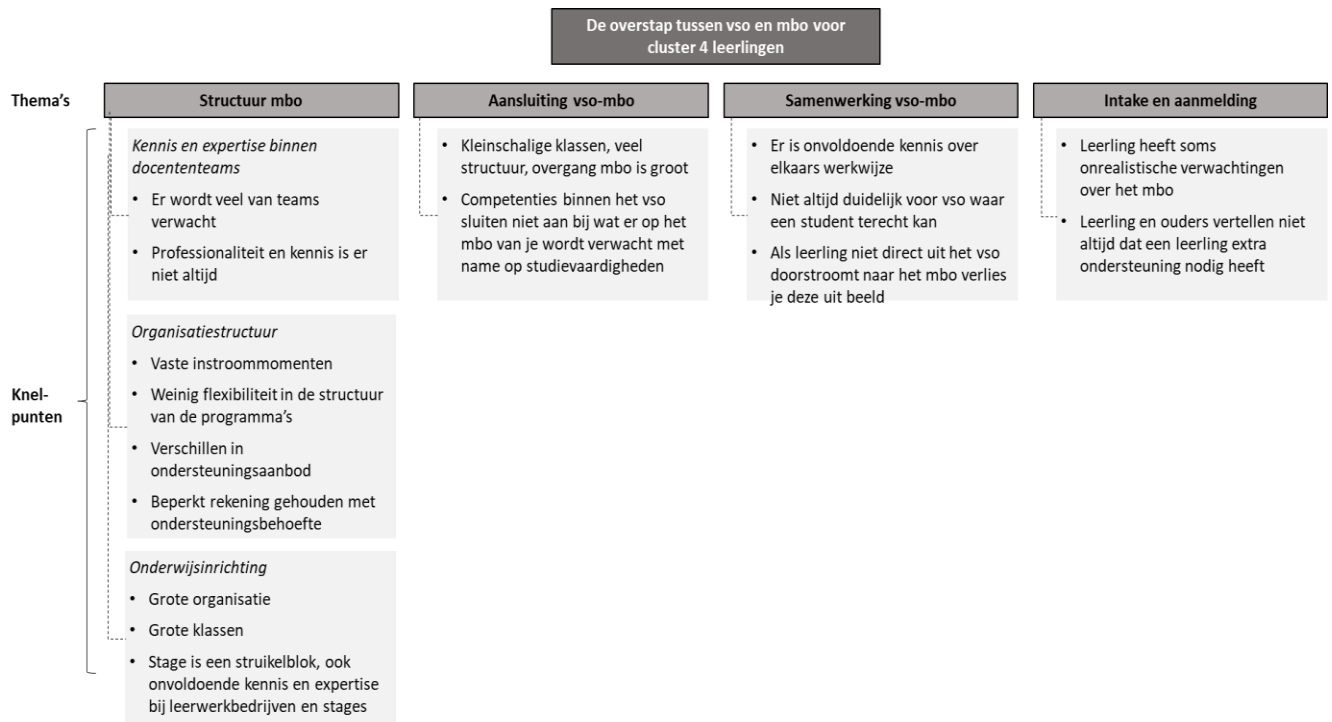 De overstap tussen vso en mbo voor
cluster 4 leerlingen
Thema's
Structuur mbo
Aansluiting vso-mbo
Samenwerking vso-mbo
Intake en aanmelding
Knel-
punten
Kennis en expertise binnen
docententeams
• Er wordt veel van teams
verwacht
• Professionaliteit en kennis is er
niet altijd
Organisatiestructuur
• Vaste instroommomenten
• Weinig flexibiliteit in de structuur
van de programma's
• Verschillen in
ondersteuningsaanbod
• Beperkt rekening gehouden met
ondersteuningsbehoefte
Onderwijsinrichting
• Grote organisatie
• Grote klassen
• Stage is een struikelblok, ook
onvoldoende kennis en expertise
bij leerwerkbedrijven en stages
• Kleinschalige klassen, veel
structuur, overgang mbo is groot
• Competenties binnen het vso
sluiten niet aan bij wat er op het
mbo van je wordt verwacht met
name op studievaardigheden
• Er is onvoldoende kennis over
elkaars werkwijze
• Niet altijd duidelijk voor vso waar
een student terecht kan
• Als leerling niet direct uit het vso
doorstroomt naar het mbo verlies
je deze uit beeld
• Leerling heeft soms
onrealistische verwachtingen
over het mbo
• Leerling en ouders vertellen niet
altijd dat een leerling extra
ondersteuning nodig heeft